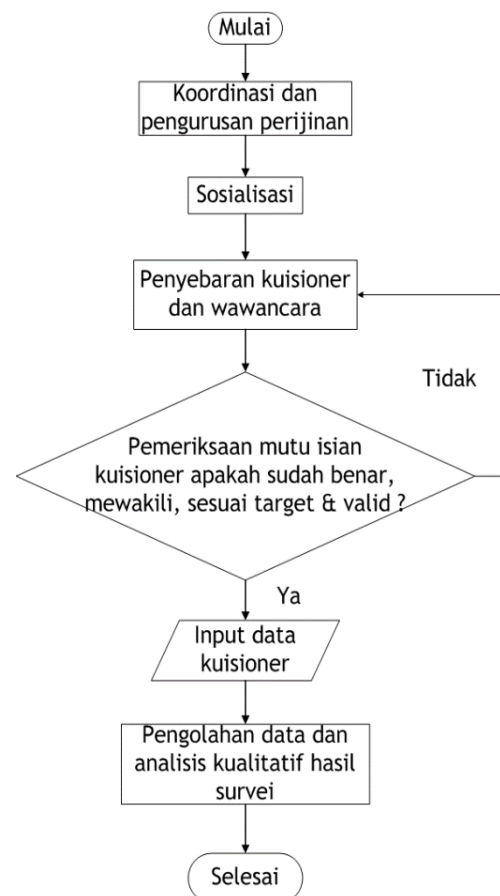 Mulai
Koordinasi dan
pengurusan perijinan
Sosialisasi
Penyebaran kuisioner
dan wawancara
Tidak
Pemeriksaan mutu isian
kuisioner apakah sudah benar,
mewakili, sesuai target & valid ?
Ya
Input data
kuisioner
Pengolahan data dan
analisis kualitatif hasil
survei
Selesai